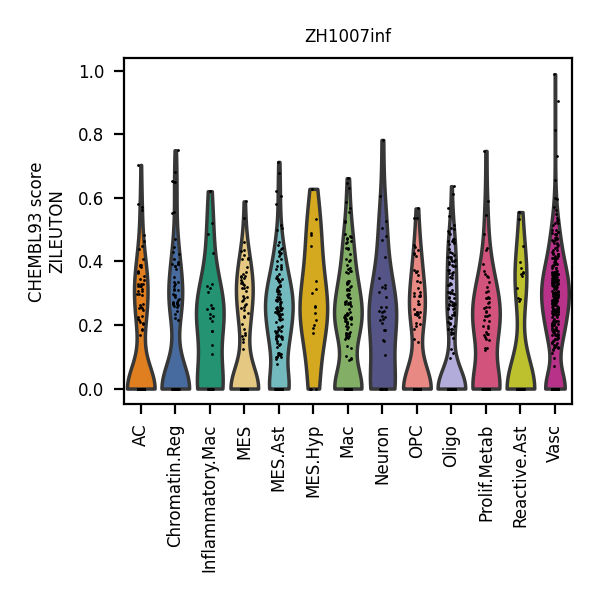 ZH1007inf
CHEMBL93 score
ZILEUTON
1.0
0.8
0.6
0.4
0.2
0.0
AC
Chromatin.Reg
Inflammatory.Mac
MES
MES.Ast
MES.Hyp
Mac
Neuron
OPC
Oligo
Prolif.Metab
Reactive.Ast
Vasc